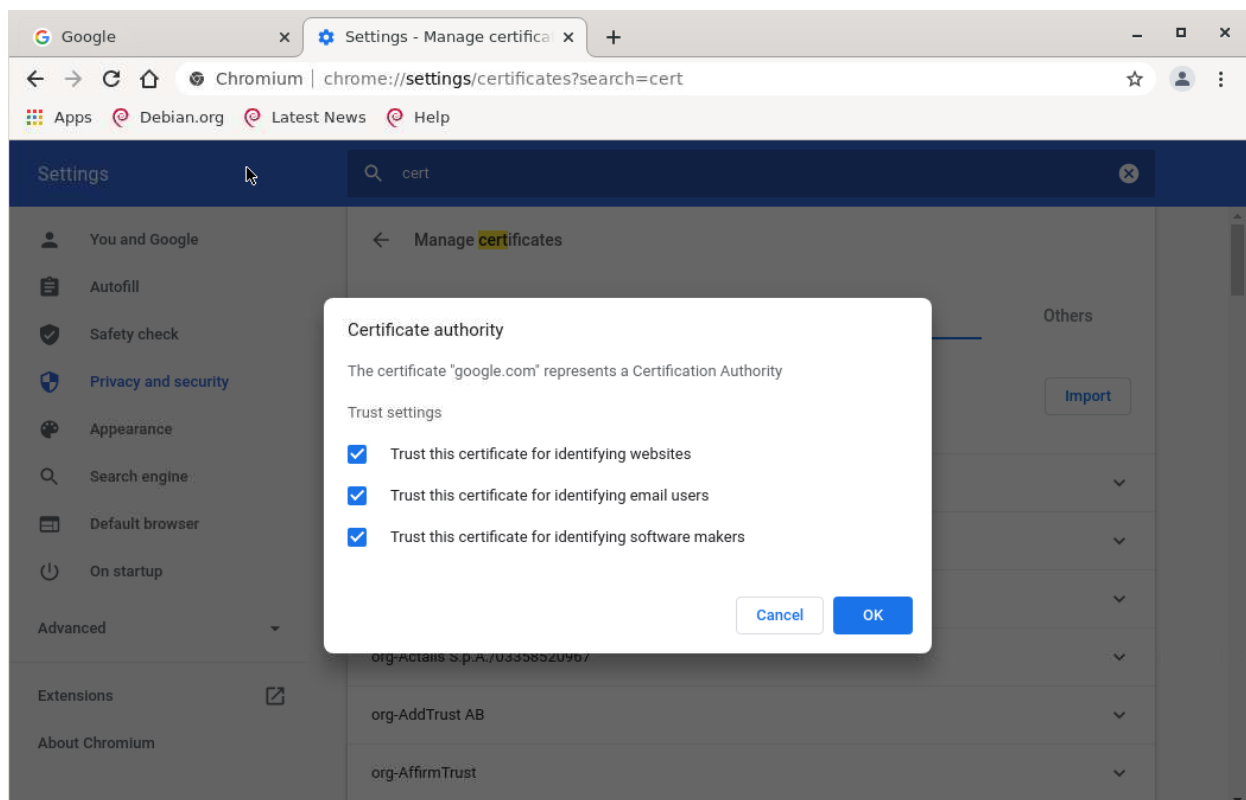 Google
Settings - Manage certifica
Chromium | chrome://settings/certificates?search=cert
Apps Debian.org Latest News Help
Settings
cert
You and Google
Manage certificates
Autofill
Safety check
Others
Privacy and security
Import
Appearance
Search engine
Default browser
On startup
Advanced
Extensions
About Chromium
Certificate authority
The certificate "google.com" represents a Certification Authority
Trust settings
Trust this certificate for identifying websites
Trust this certificate for identifying email users
Trust this certificate for identifying software makers
Cancel
OK
org-Actalis S.p.A./03358520967
org-AddTrust AB
org-AffirmTrust